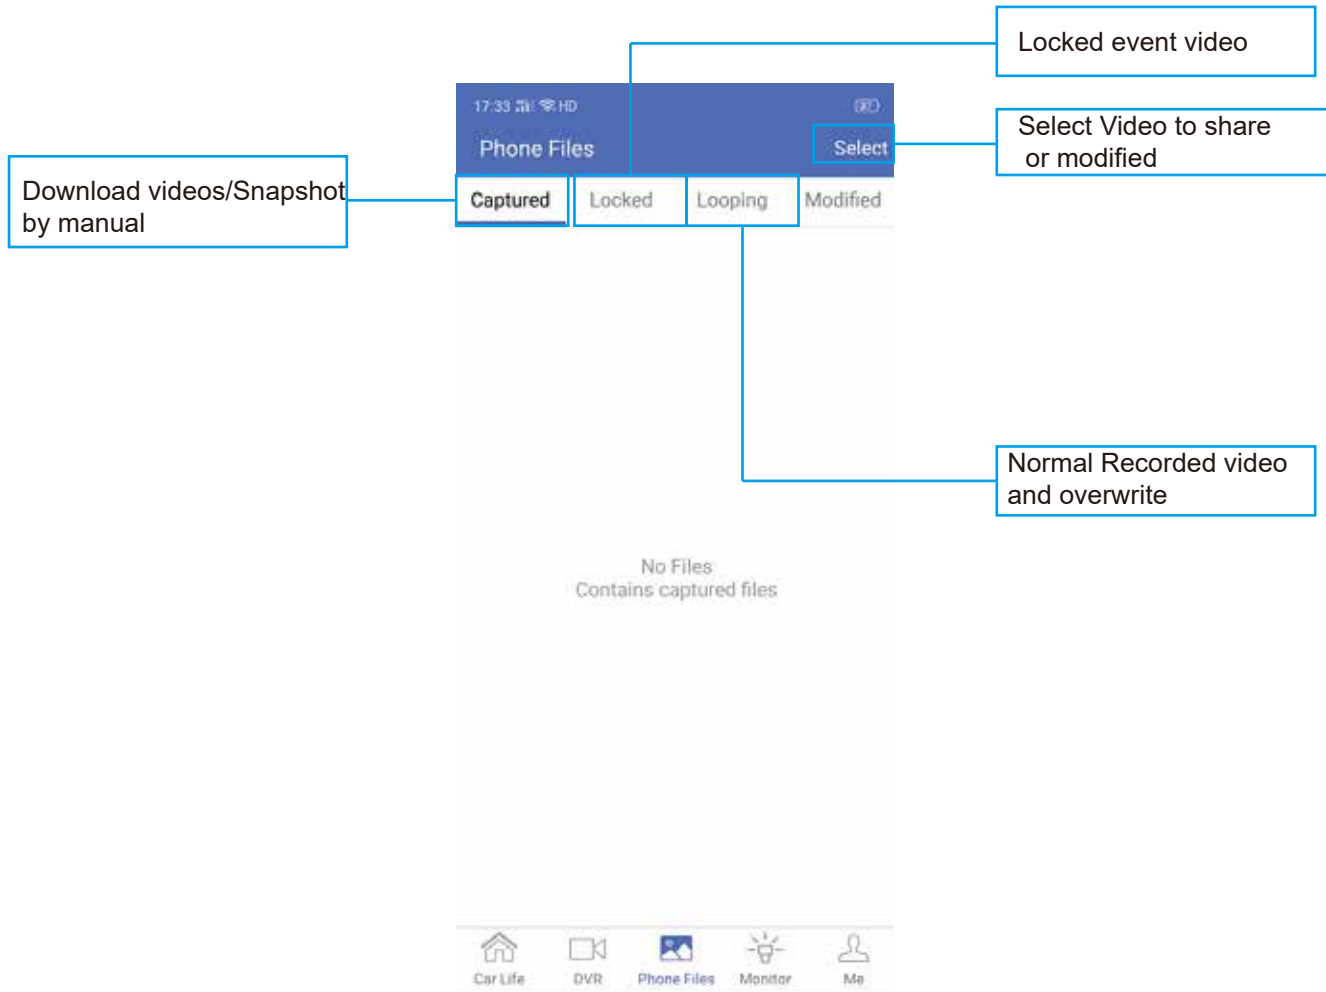 Locked event video
17:33 HD
Select Video to share
or modified
Phone Files
Select
Download videos/Snapshot
by manual
Captured
Locked
Looping
Modified
Normal Recorded video
and overwrite
No Files
Contains captured files
Car Life
DVR
Phone Files
Monitor
Me